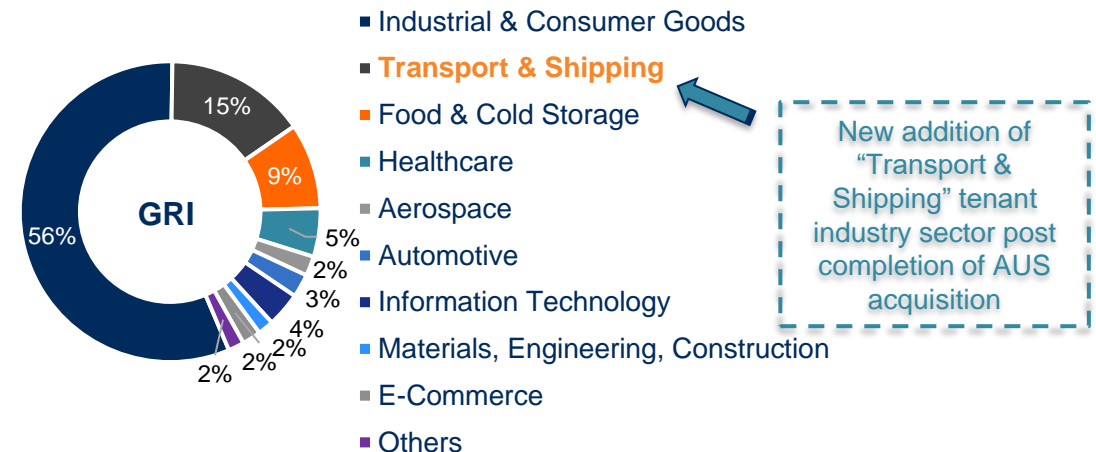 Industrial & Consumer Goods
Transport & Shipping
Food & Cold Storage
Healthcare
Aerospace
Automotive
Information Technology
Materials, Engineering, Construction
E-Commerce
Others
GRI
56%
15%
9%
5%
2%
3%
4%
2%
2%
2%
New addition of
“Transport &
Shipping” tenant
industry sector post
completion of AUS
acquisition